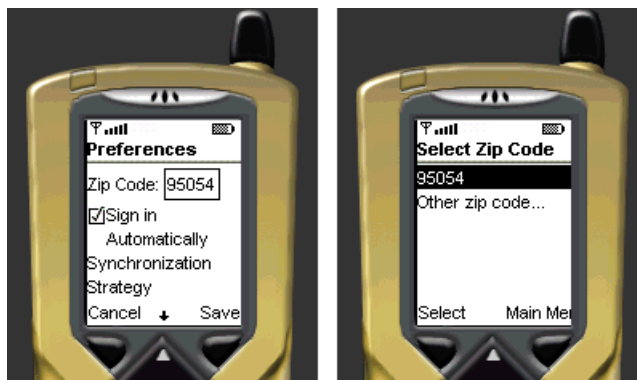 Preferences
Zip Code: 95054
Sign in
Automatically
Synchronization
Strategy
Cancel Save
Select Zip Code
95054
Other zip code...
Select Main Mer